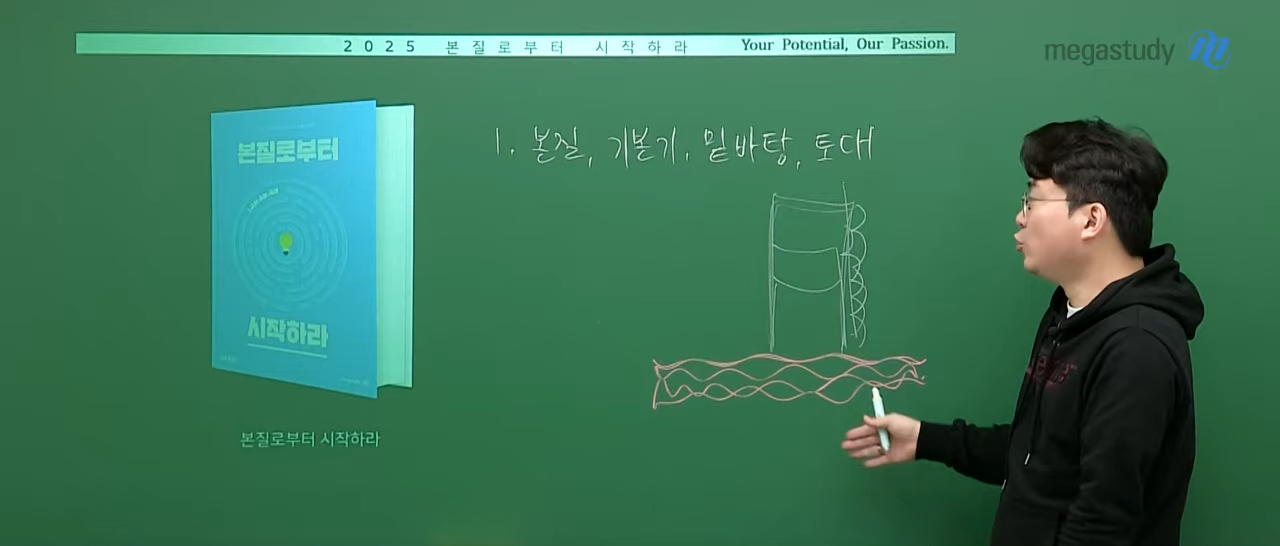 2025 본질로부터 시작하라 Your Potential, Our Passion.
megastudy
본질로부터
시작하라
본질로부터 시작하라
1. 본질, 기본기, 밑바탕, 토대